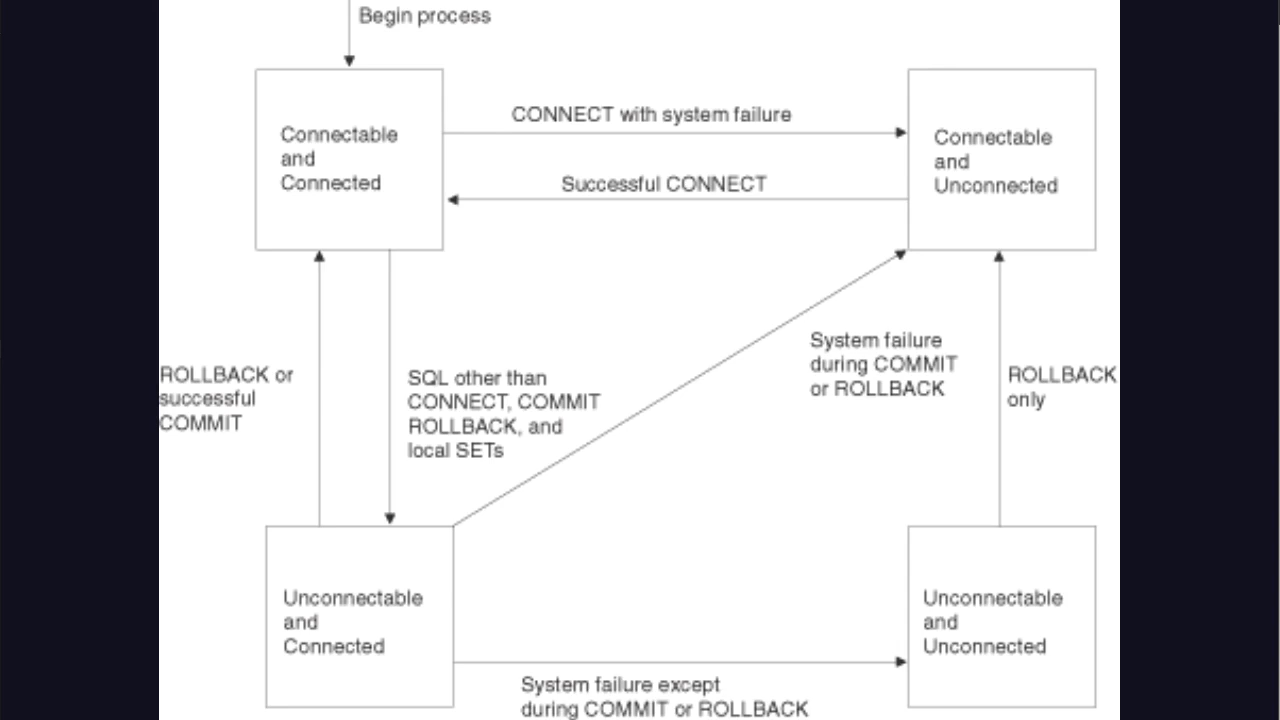 Begin process
Connectable
and
Connected
CONNECT with system failure
Successful CONNECT
Connectable
and
Unconnected
ROLLBACK or
successful
COMMIT
SQL other than
CONNECT, COMMIT
ROLLBACK, and
local SETs
System failure
during COMMIT
or ROLLBACK
ROLLBACK
only
Unconnectable
and
Connected
System failure except
during COMMIT or ROLLBACK
Unconnectable
and
Unconnected